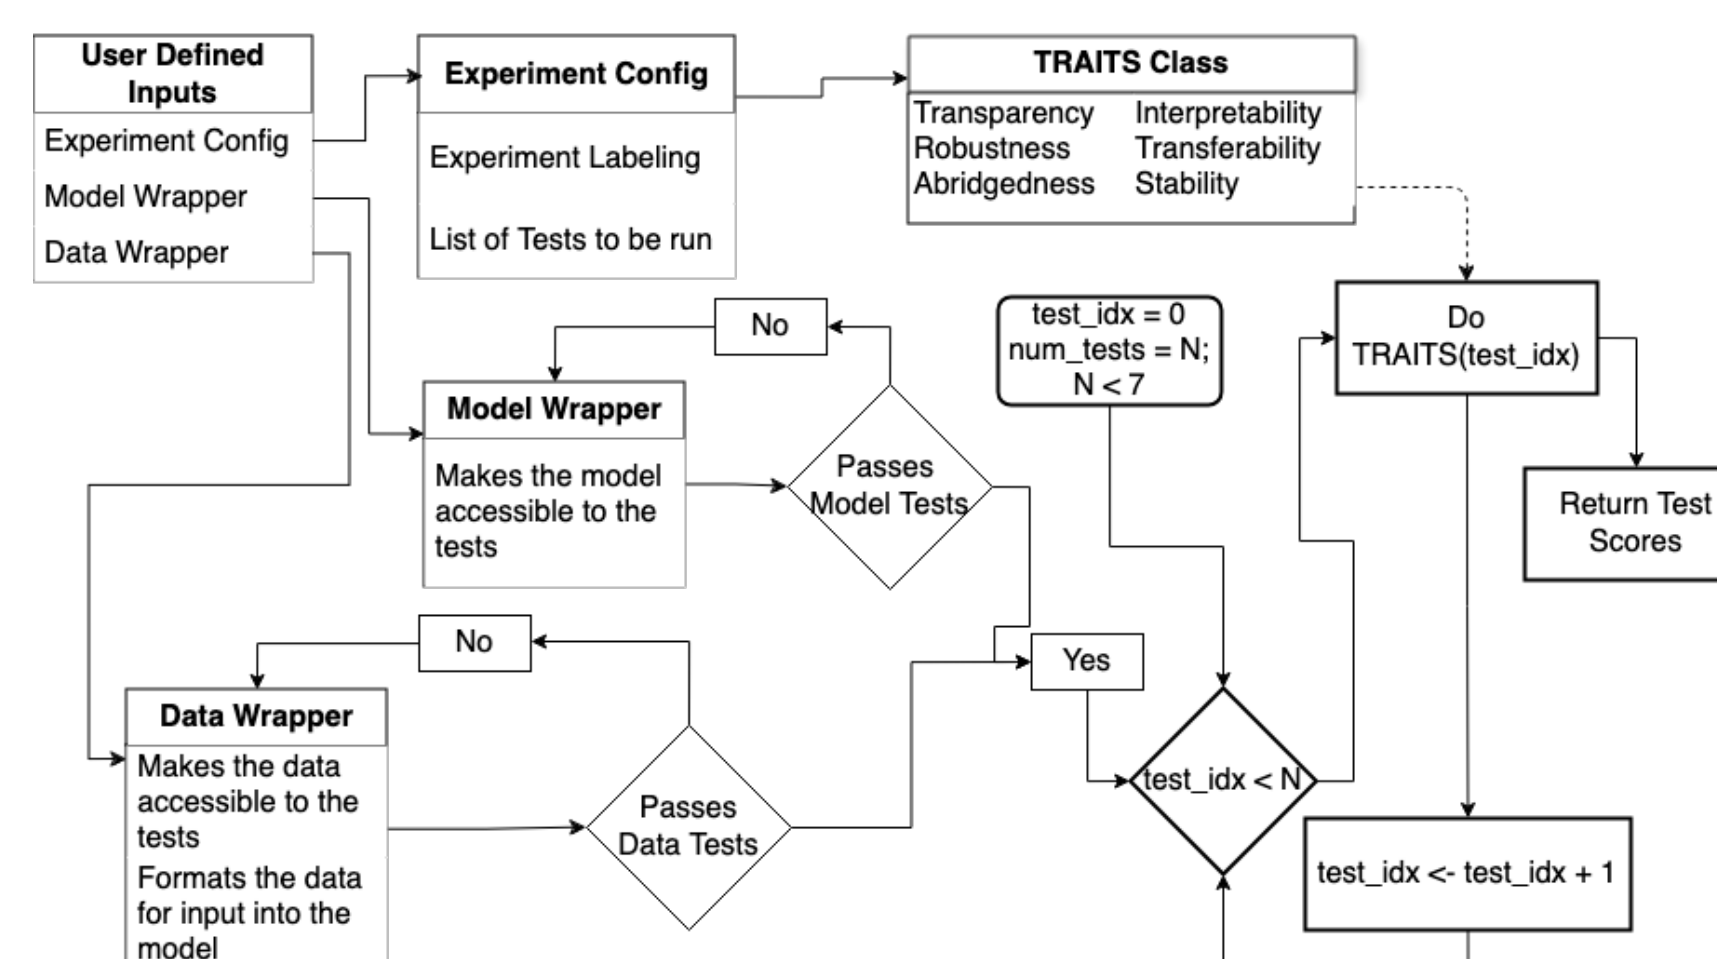 User Defined
Inputs
Experiment Config
Model Wrapper
Data Wrapper
Experiment Config
Experiment Labeling
List of Tests to be run
TRAITS Class
Transparency Interpretability
Robustness Transferability
Abridgedness Stability
No
test_idx = 0
num_tests = N;
N < 7
Do
TRAITS(test_idx)
Model Wrapper
Makes the model
accessible to the
tests
Passes
Model Tests
Return Test
Scores
No
Yes
Data Wrapper
Makes the data
accessible to the
tests
Formats the data
for input into the
model
Passes
Data Tests
test_idx < N
test_idx <- test_idx + 1